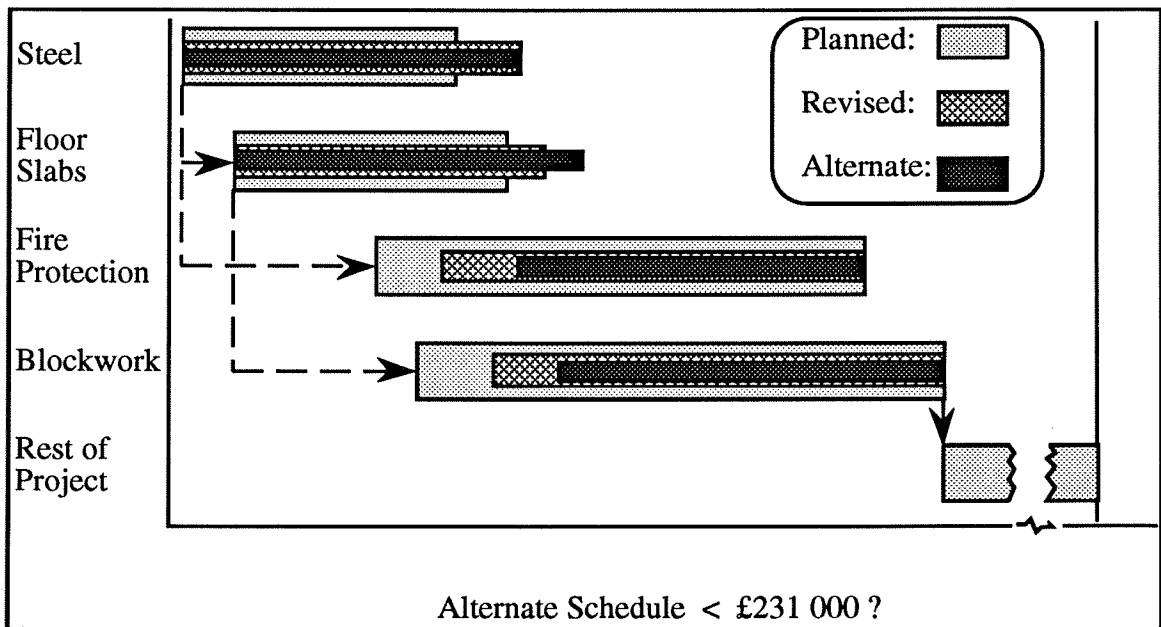 Steel
Planned:
Revised:
Alternate:
Floor
Slabs
Fire
Protection
Blockwork
Rest of
Project
Alternate Schedule < £231 000 ?